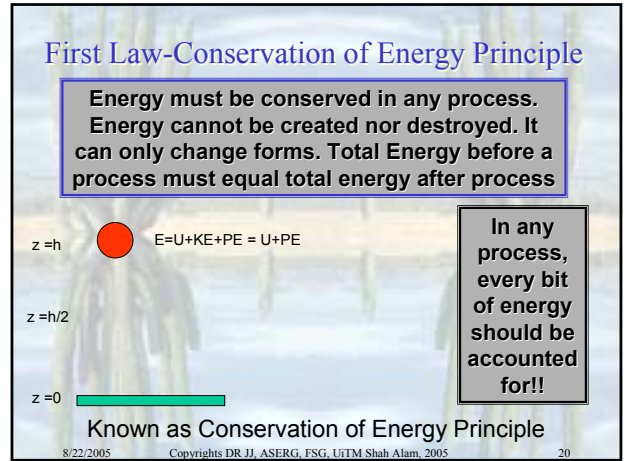 First Law-Conservation of Energy Principle
Energy must be conserved in any process.
Energy cannot be created nor destroyed. It
can only change forms. Total Energy before a
process must equal total energy after process
z =h
E=U+KE+PE = U+PE
In any
process,
every bit
of energy
should be
accounted
for!!
z =h/2
z =0
Known as Conservation of Energy Principle
8/22/2005 Copyrights DR JJ, ASERG, FSG, UiTM Shah Alam, 2005 20